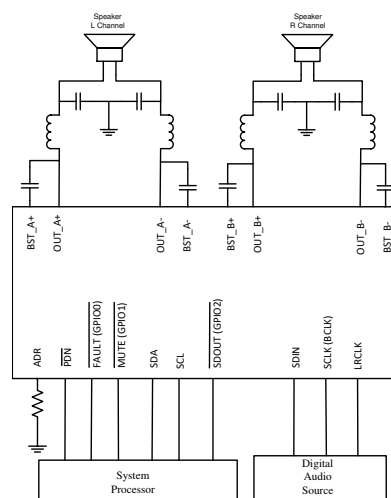 Speaker
L Channel
Speaker
R Channel
BST_A+
OUT_A+
OUT_A-
BST_A-
BST_B+
OUT_B+
OUT_B-
BST_B-
ADR
PDN
FAULT (GPIO0)
MUTE (GPIO1)
SDA
SCL
SDOUT (GPIO2)
SDIN
SCLK (BCLK)
LRCLK
System
Processor
Digital
Audio
Source